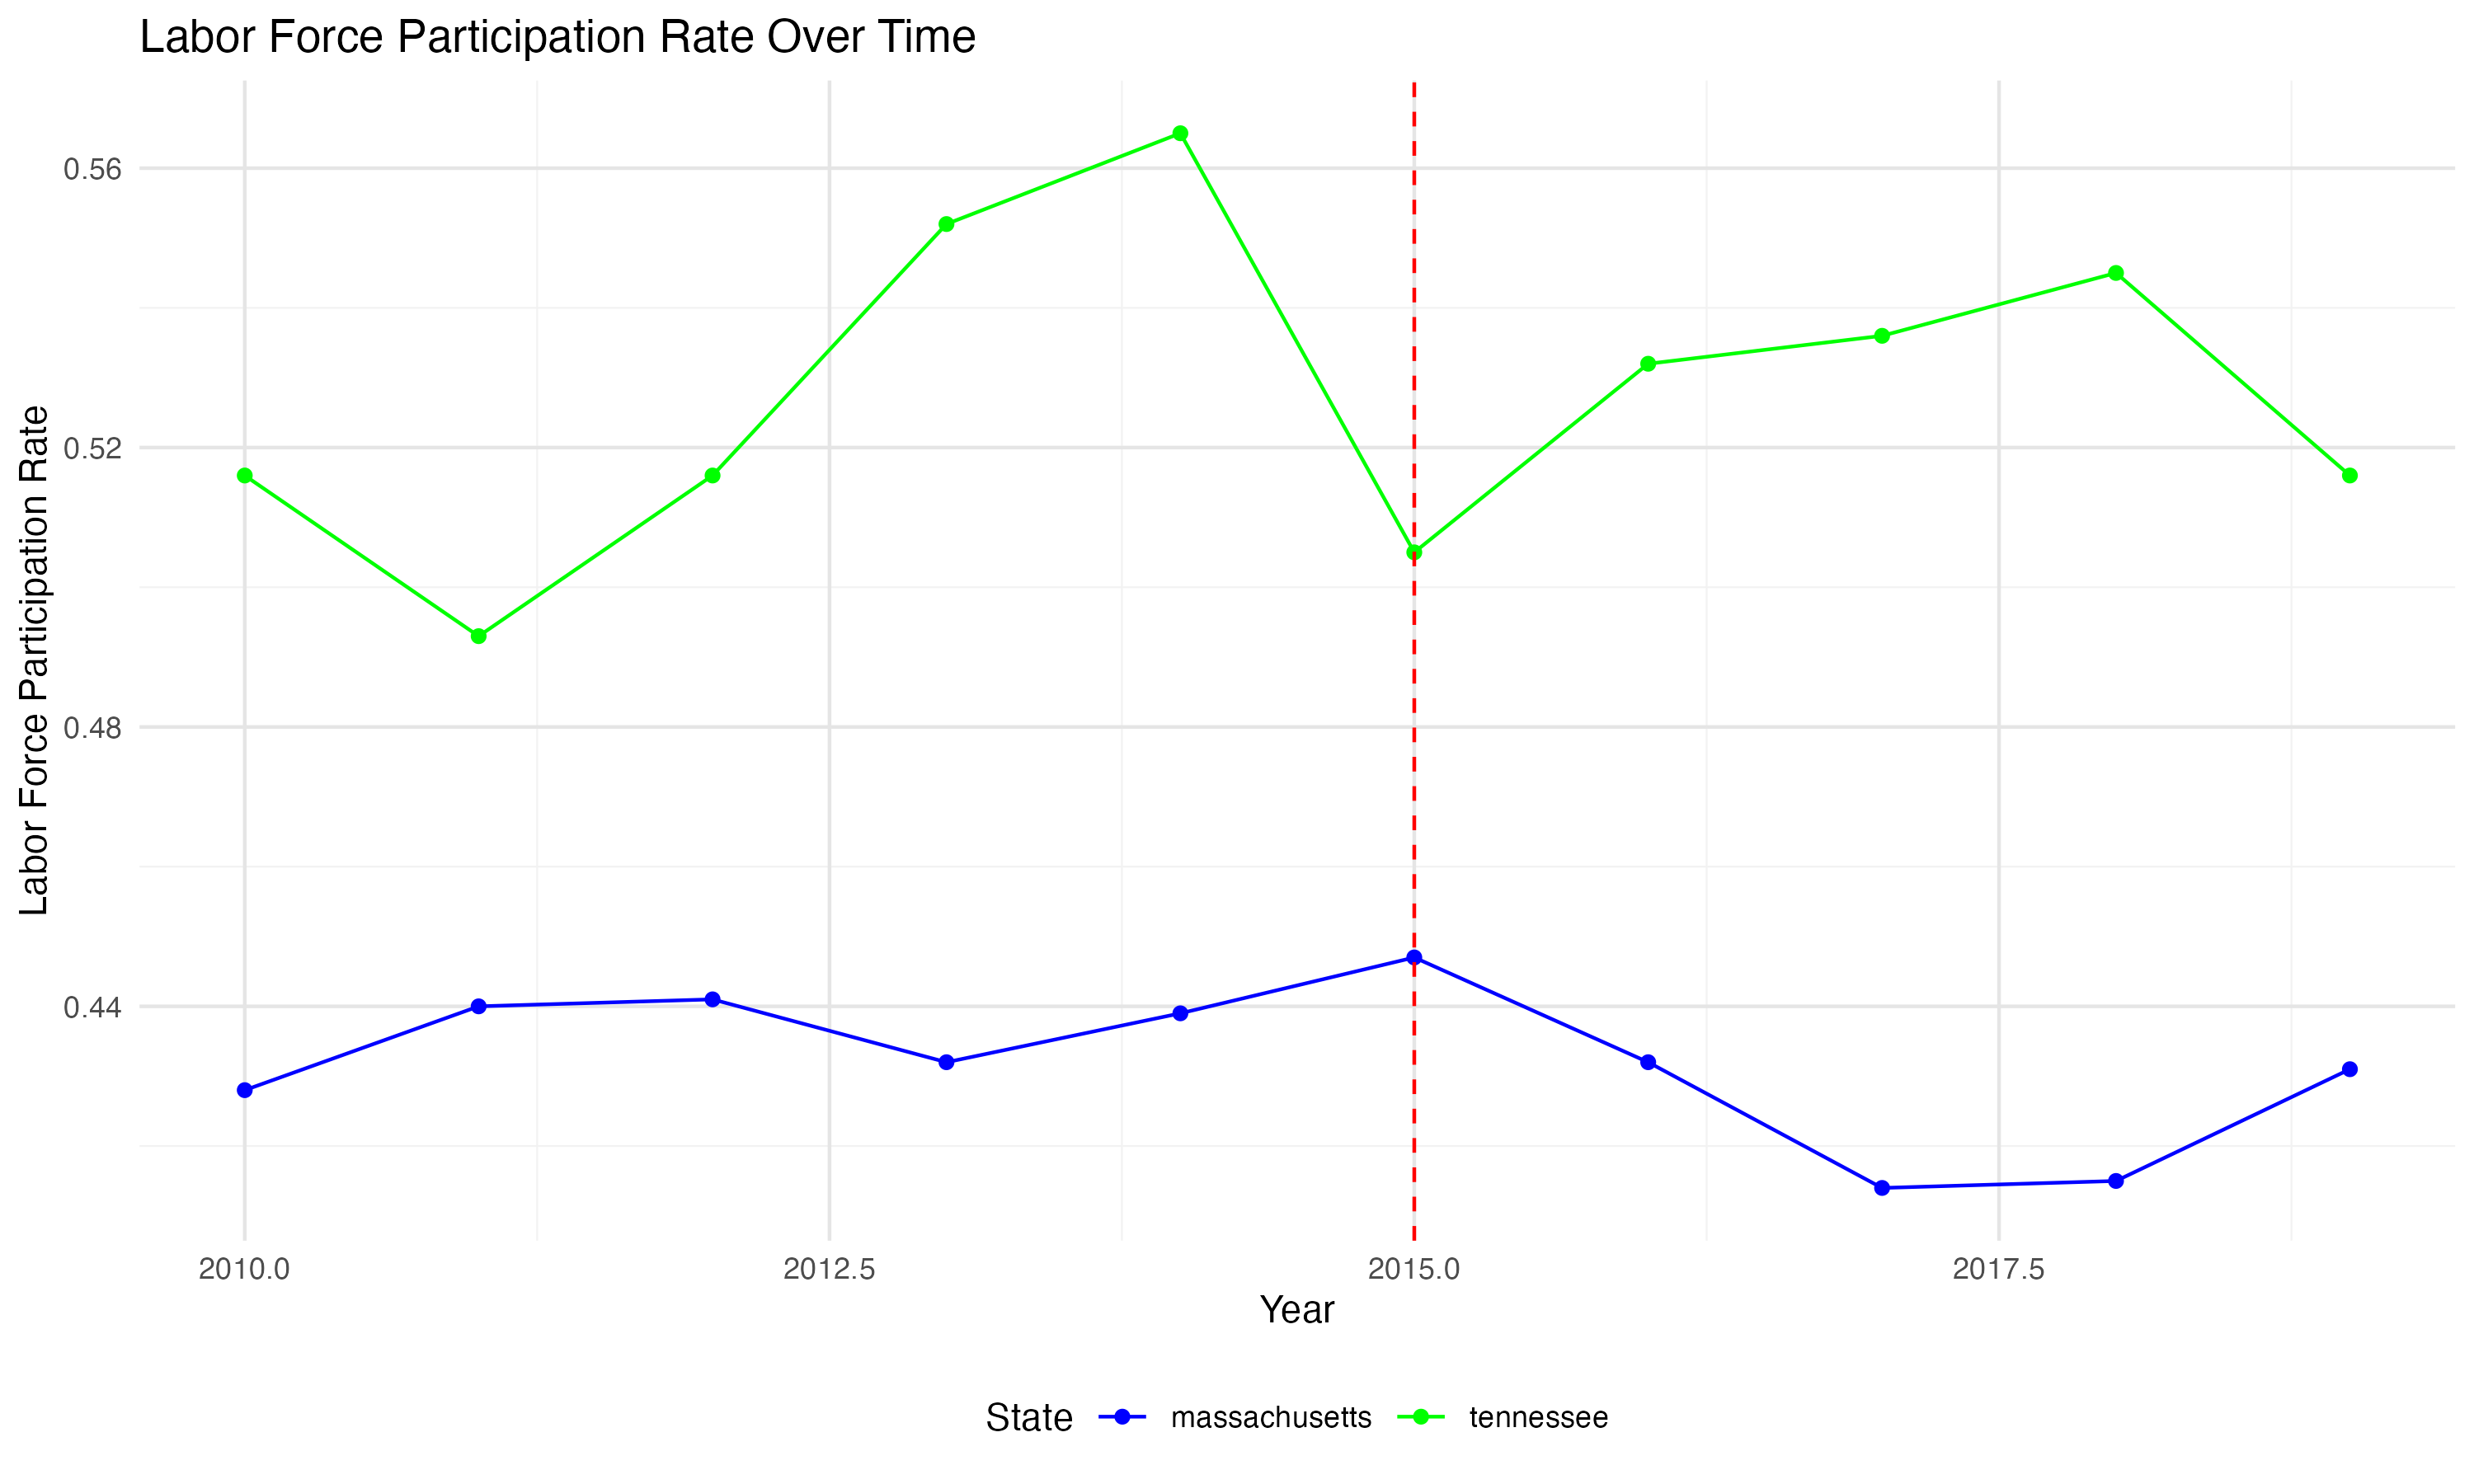 Labor Force Participation Rate Over Time
Labor Force Participation Rate
0.56
0.52
0.48
0.44
2010.0 2012.5 2015.0 2017.5
Year
State massachusetts tennessee